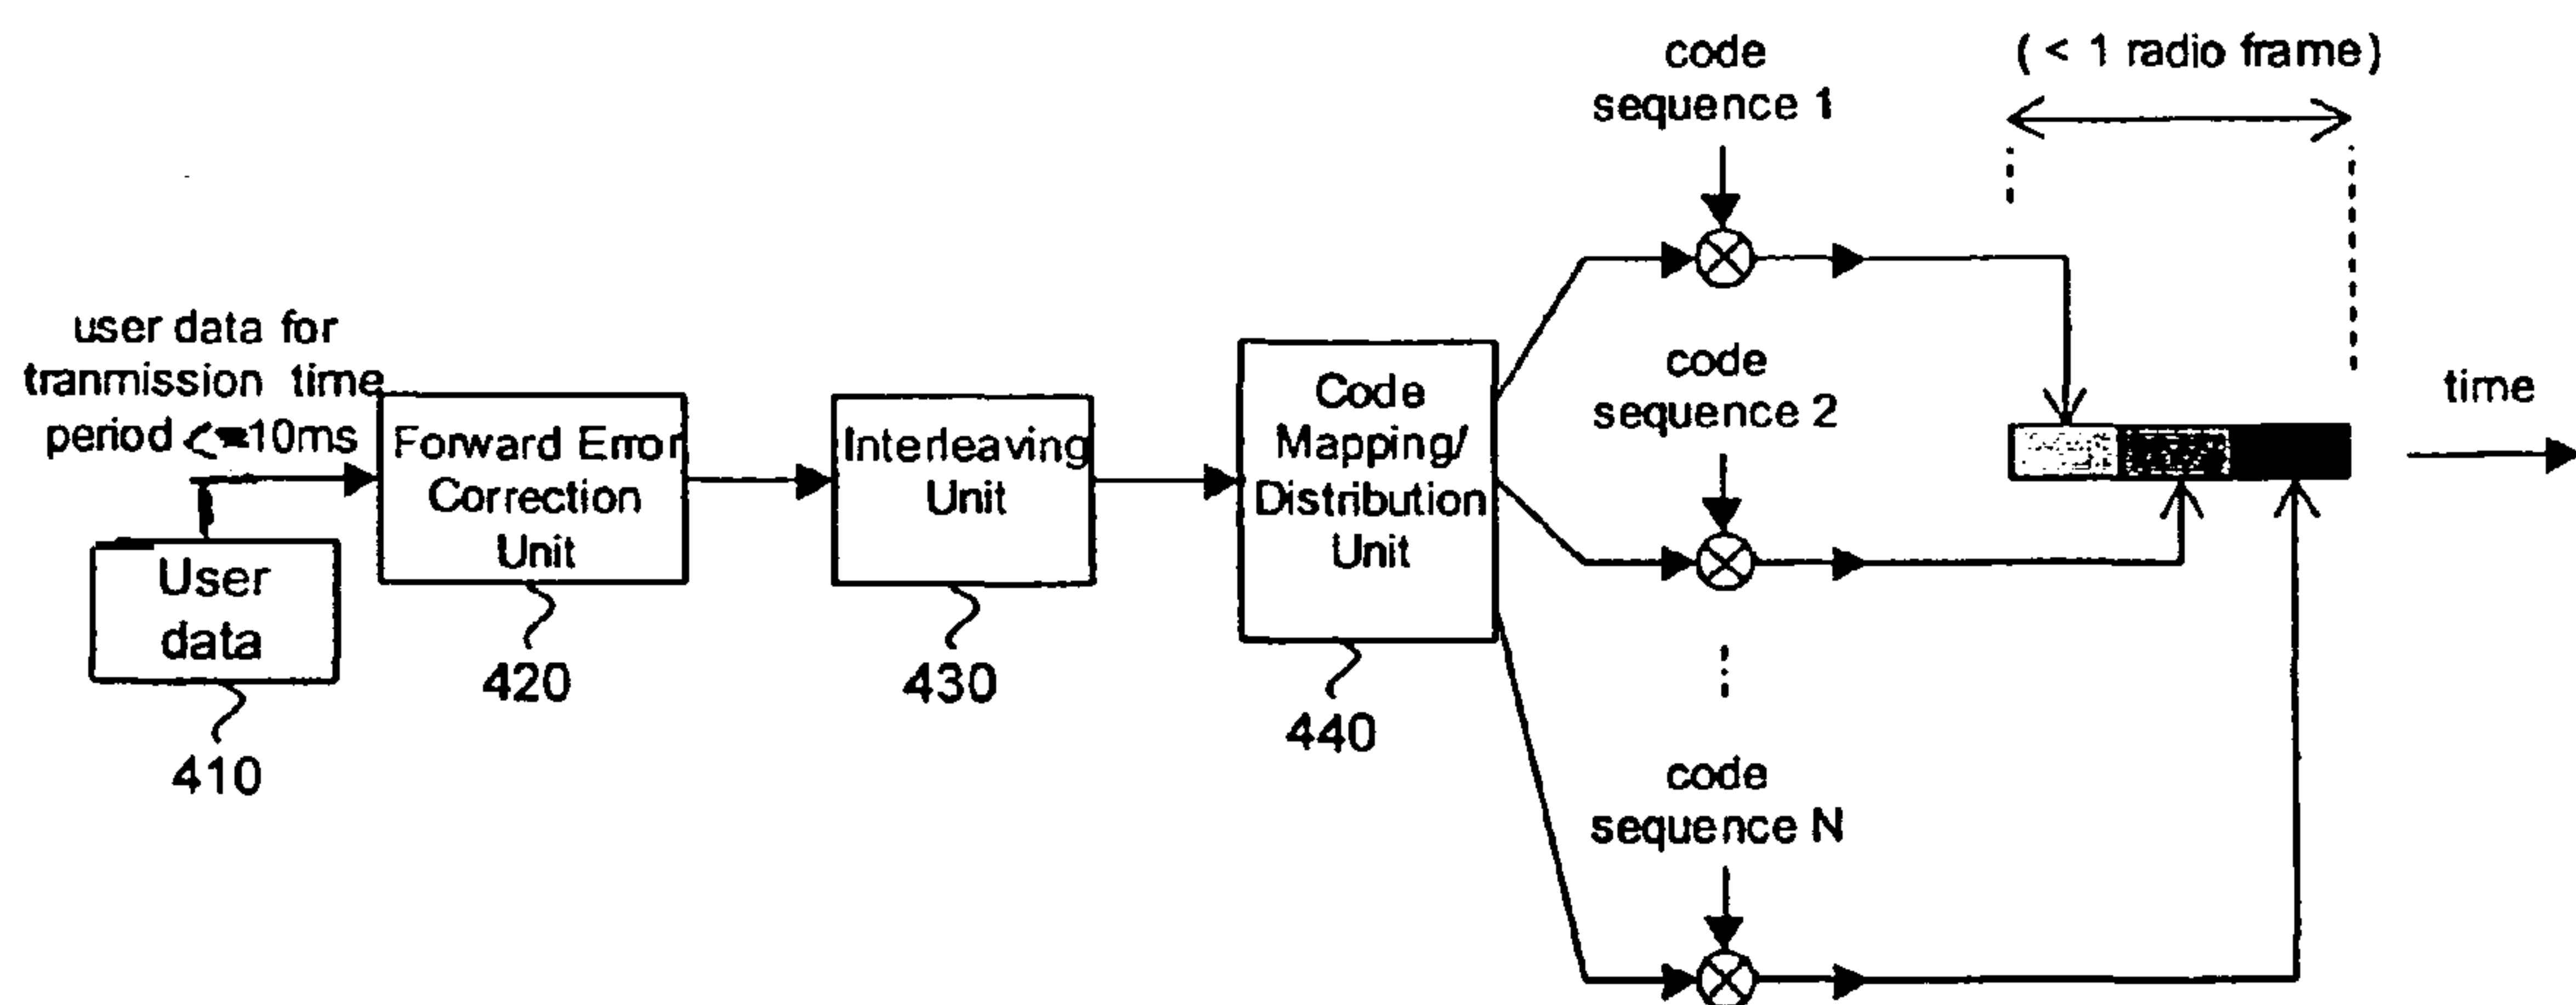 code
sequence 1
( < 1 radio frame)
user data for
tranmission time
period <=10ms
User
data
410
Forward Error
Correction
Unit
420
Interleaving
Unit
430
Code
Mapping/
Distribution
Unit
440
code
sequence 2
code
sequence N
time